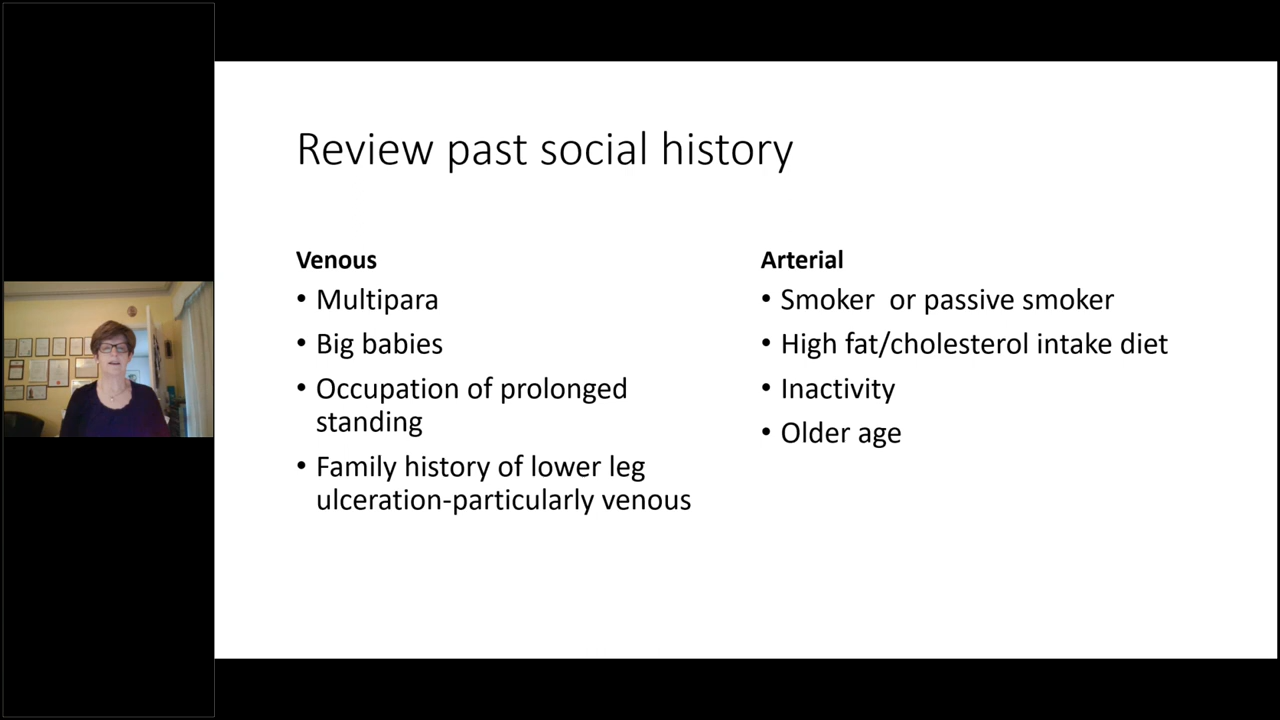 Review past social history
Venous
• Multipara
• Big babies
• Occupation of prolonged
standing
• Family history of lower leg
ulceration-particularly venous
Arterial
• Smoker  or passive smoker
• High fat/cholesterol intake diet
• Inactivity
• Older age